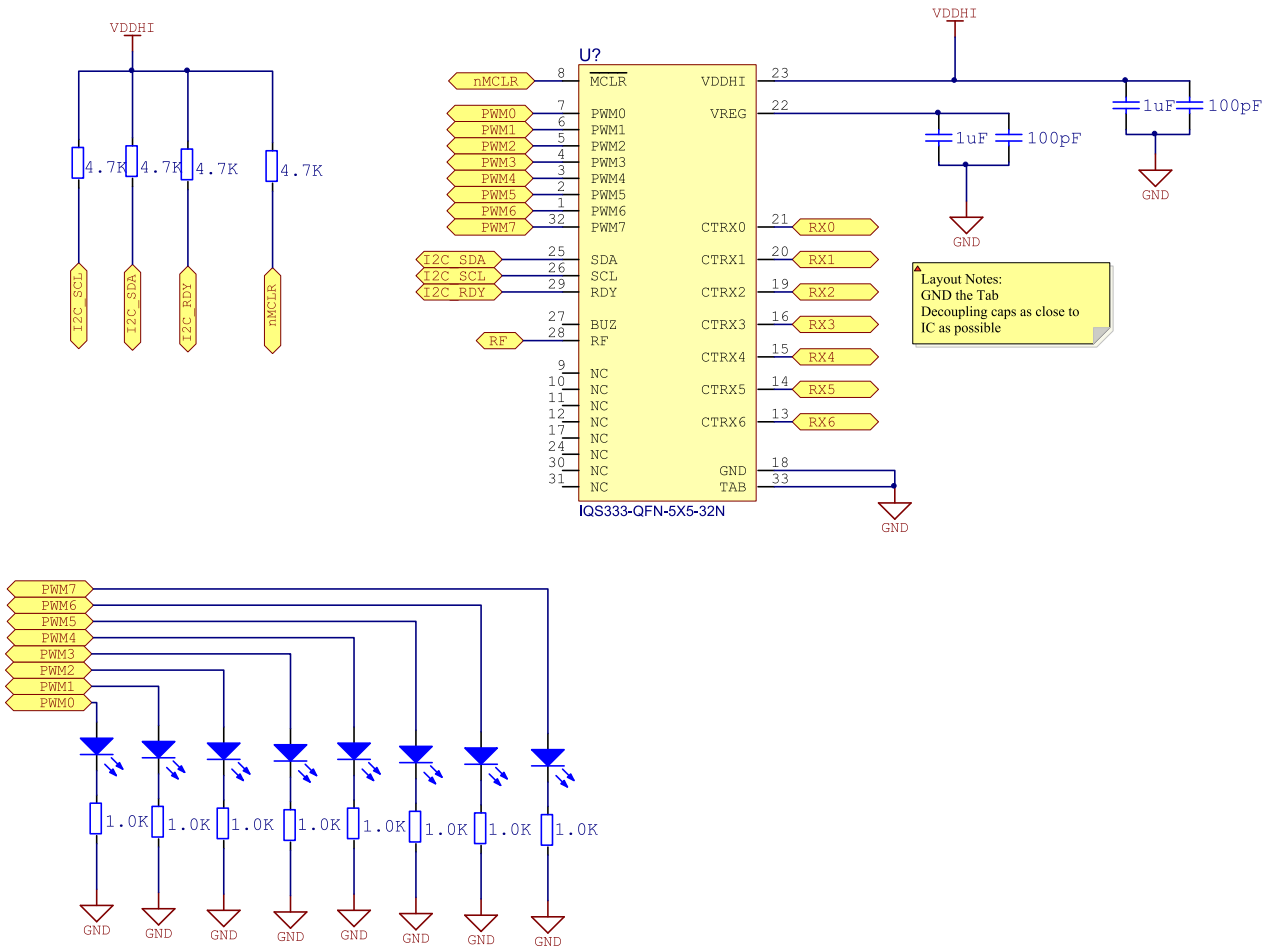 VDDHI
4.7K 4.7K 4.7K 4.7K
I2C_SCL
I2C_SDA
I2C_RDY
nMCLR
VDDHI
U?
nMCLR 8 MCLR VDDHI 23
PWM0 7 PWM0 VREG 22
PWM1 6 PWM1
PWM2 5 PWM2
PWM3 4 PWM3
PWM4 3 PWM4
PWM5 2 PWM5
PWM6 1 PWM6
PWM7 32 PWM7 CTRX0 21 RX0
I2C_SDA 25 SDA CTRX1 20 RX1
I2C_SCL 26 SCL
I2C_RDY 29 RDY CTRX2 19 RX2
27 BUZ CTRX3 16 RX3
RF 28 RF
CTRX4 15 RX4
9 NC
10 NC CTRX5 14 RX5
11 NC
12 NC CTRX6 13 RX6
17 NC
24 NC
30 NC GND 18
31 NC TAB 33
IQS333-QFN-5X5-32N
GND
1uF 100pF
GND
1uF 100pF
GND
Layout Notes:
GND the Tab
Decoupling caps as close to
IC as possible
PWM7
PWM6
PWM5
PWM4
PWM3
PWM2
PWM1
PWM0
1.0K 1.0K 1.0K 1.0K 1.0K 1.0K 1.0K 1.0K
GND GND GND GND GND GND GND GND